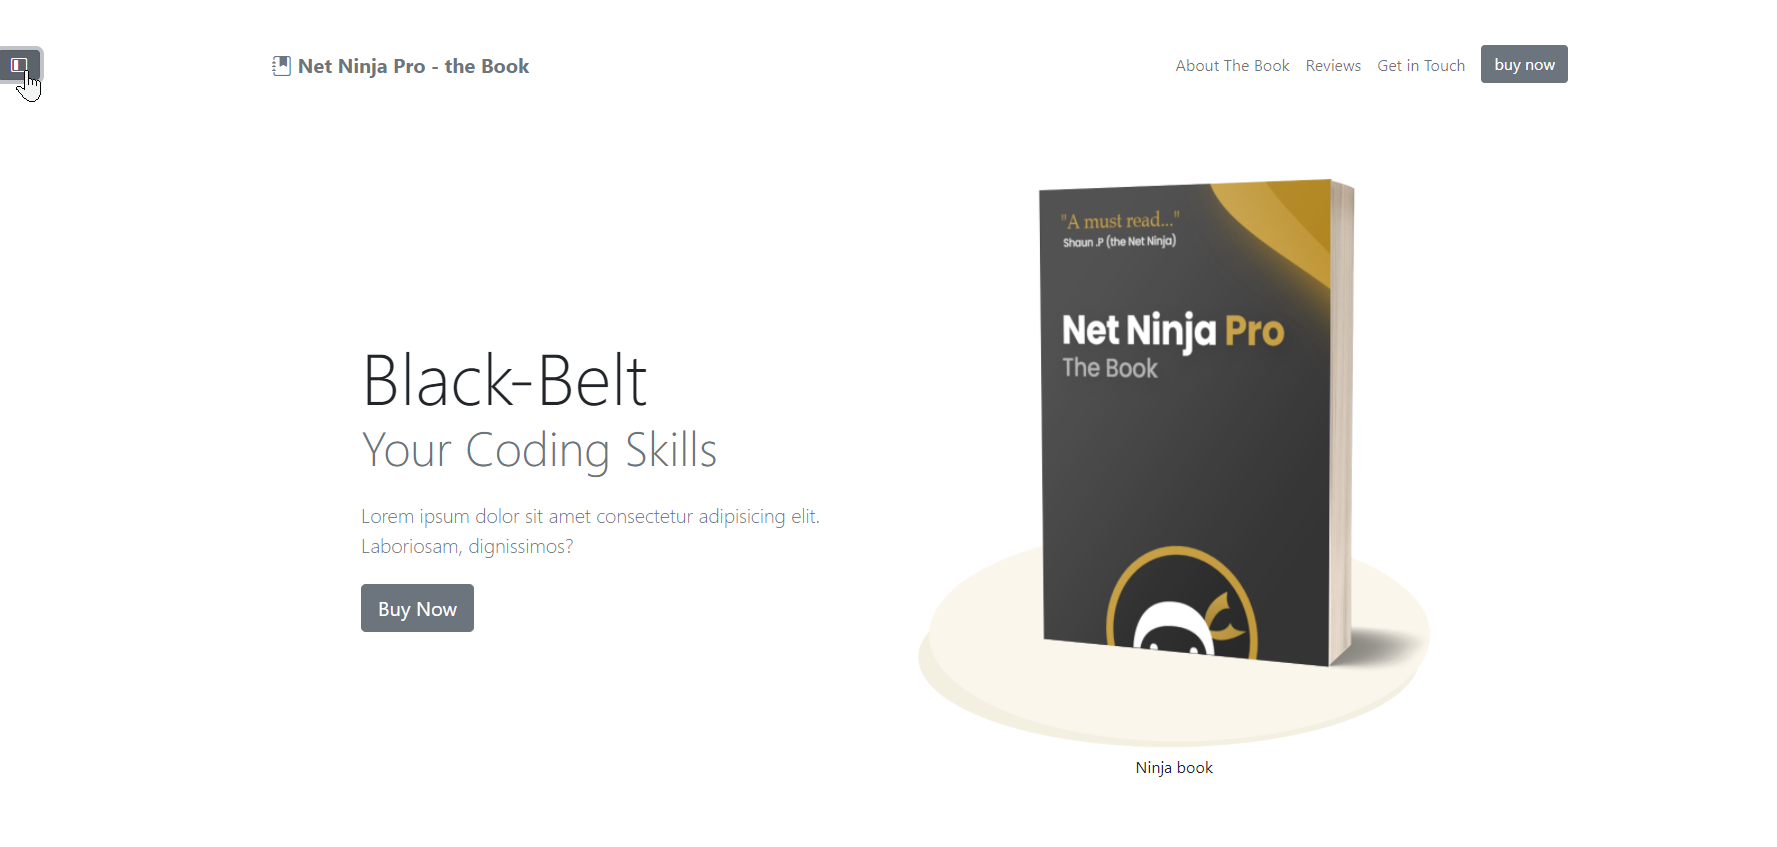 Net Ninja Pro - the Book
About The Book
Reviews
Get in Touch
buy now
Black-Belt
Your Coding Skills
Lorem ipsum dolor sit amet consectetur adipisicing elit.
Laboriosam, dignissimos?
Buy Now
"A must read..."
Shaun .P (the Net Ninja)
Net Ninja Pro
The Book
Ninja book